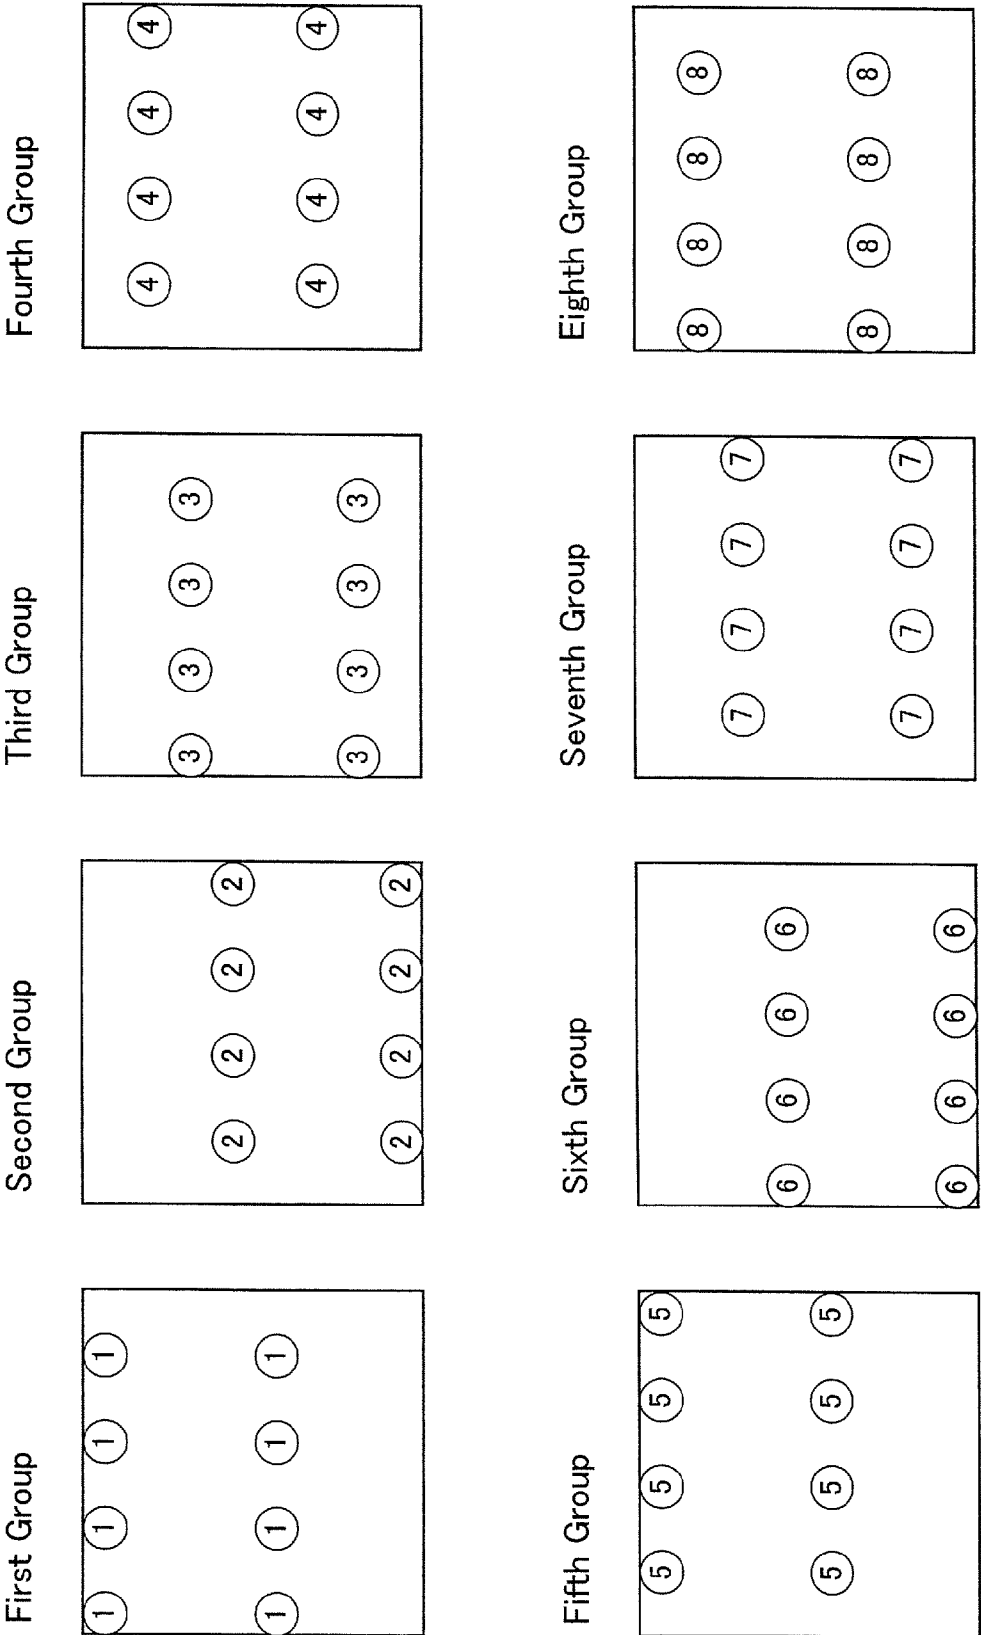 First Group
1 1 1 1
1 1 1 1
Second Group
2 2 2 2
2 2 2 2
Third Group
3 3 3 3
3 3 3 3
Fourth Group
4 4 4 4
4 4 4 4
Fifth Group
5 5 5 5
5 5 5 5
Sixth Group
6 6 6 6
6 6 6 6
Seventh Group
7 7 7 7
7 7 7 7
Eighth Group
8 8 8 8
8 8 8 8